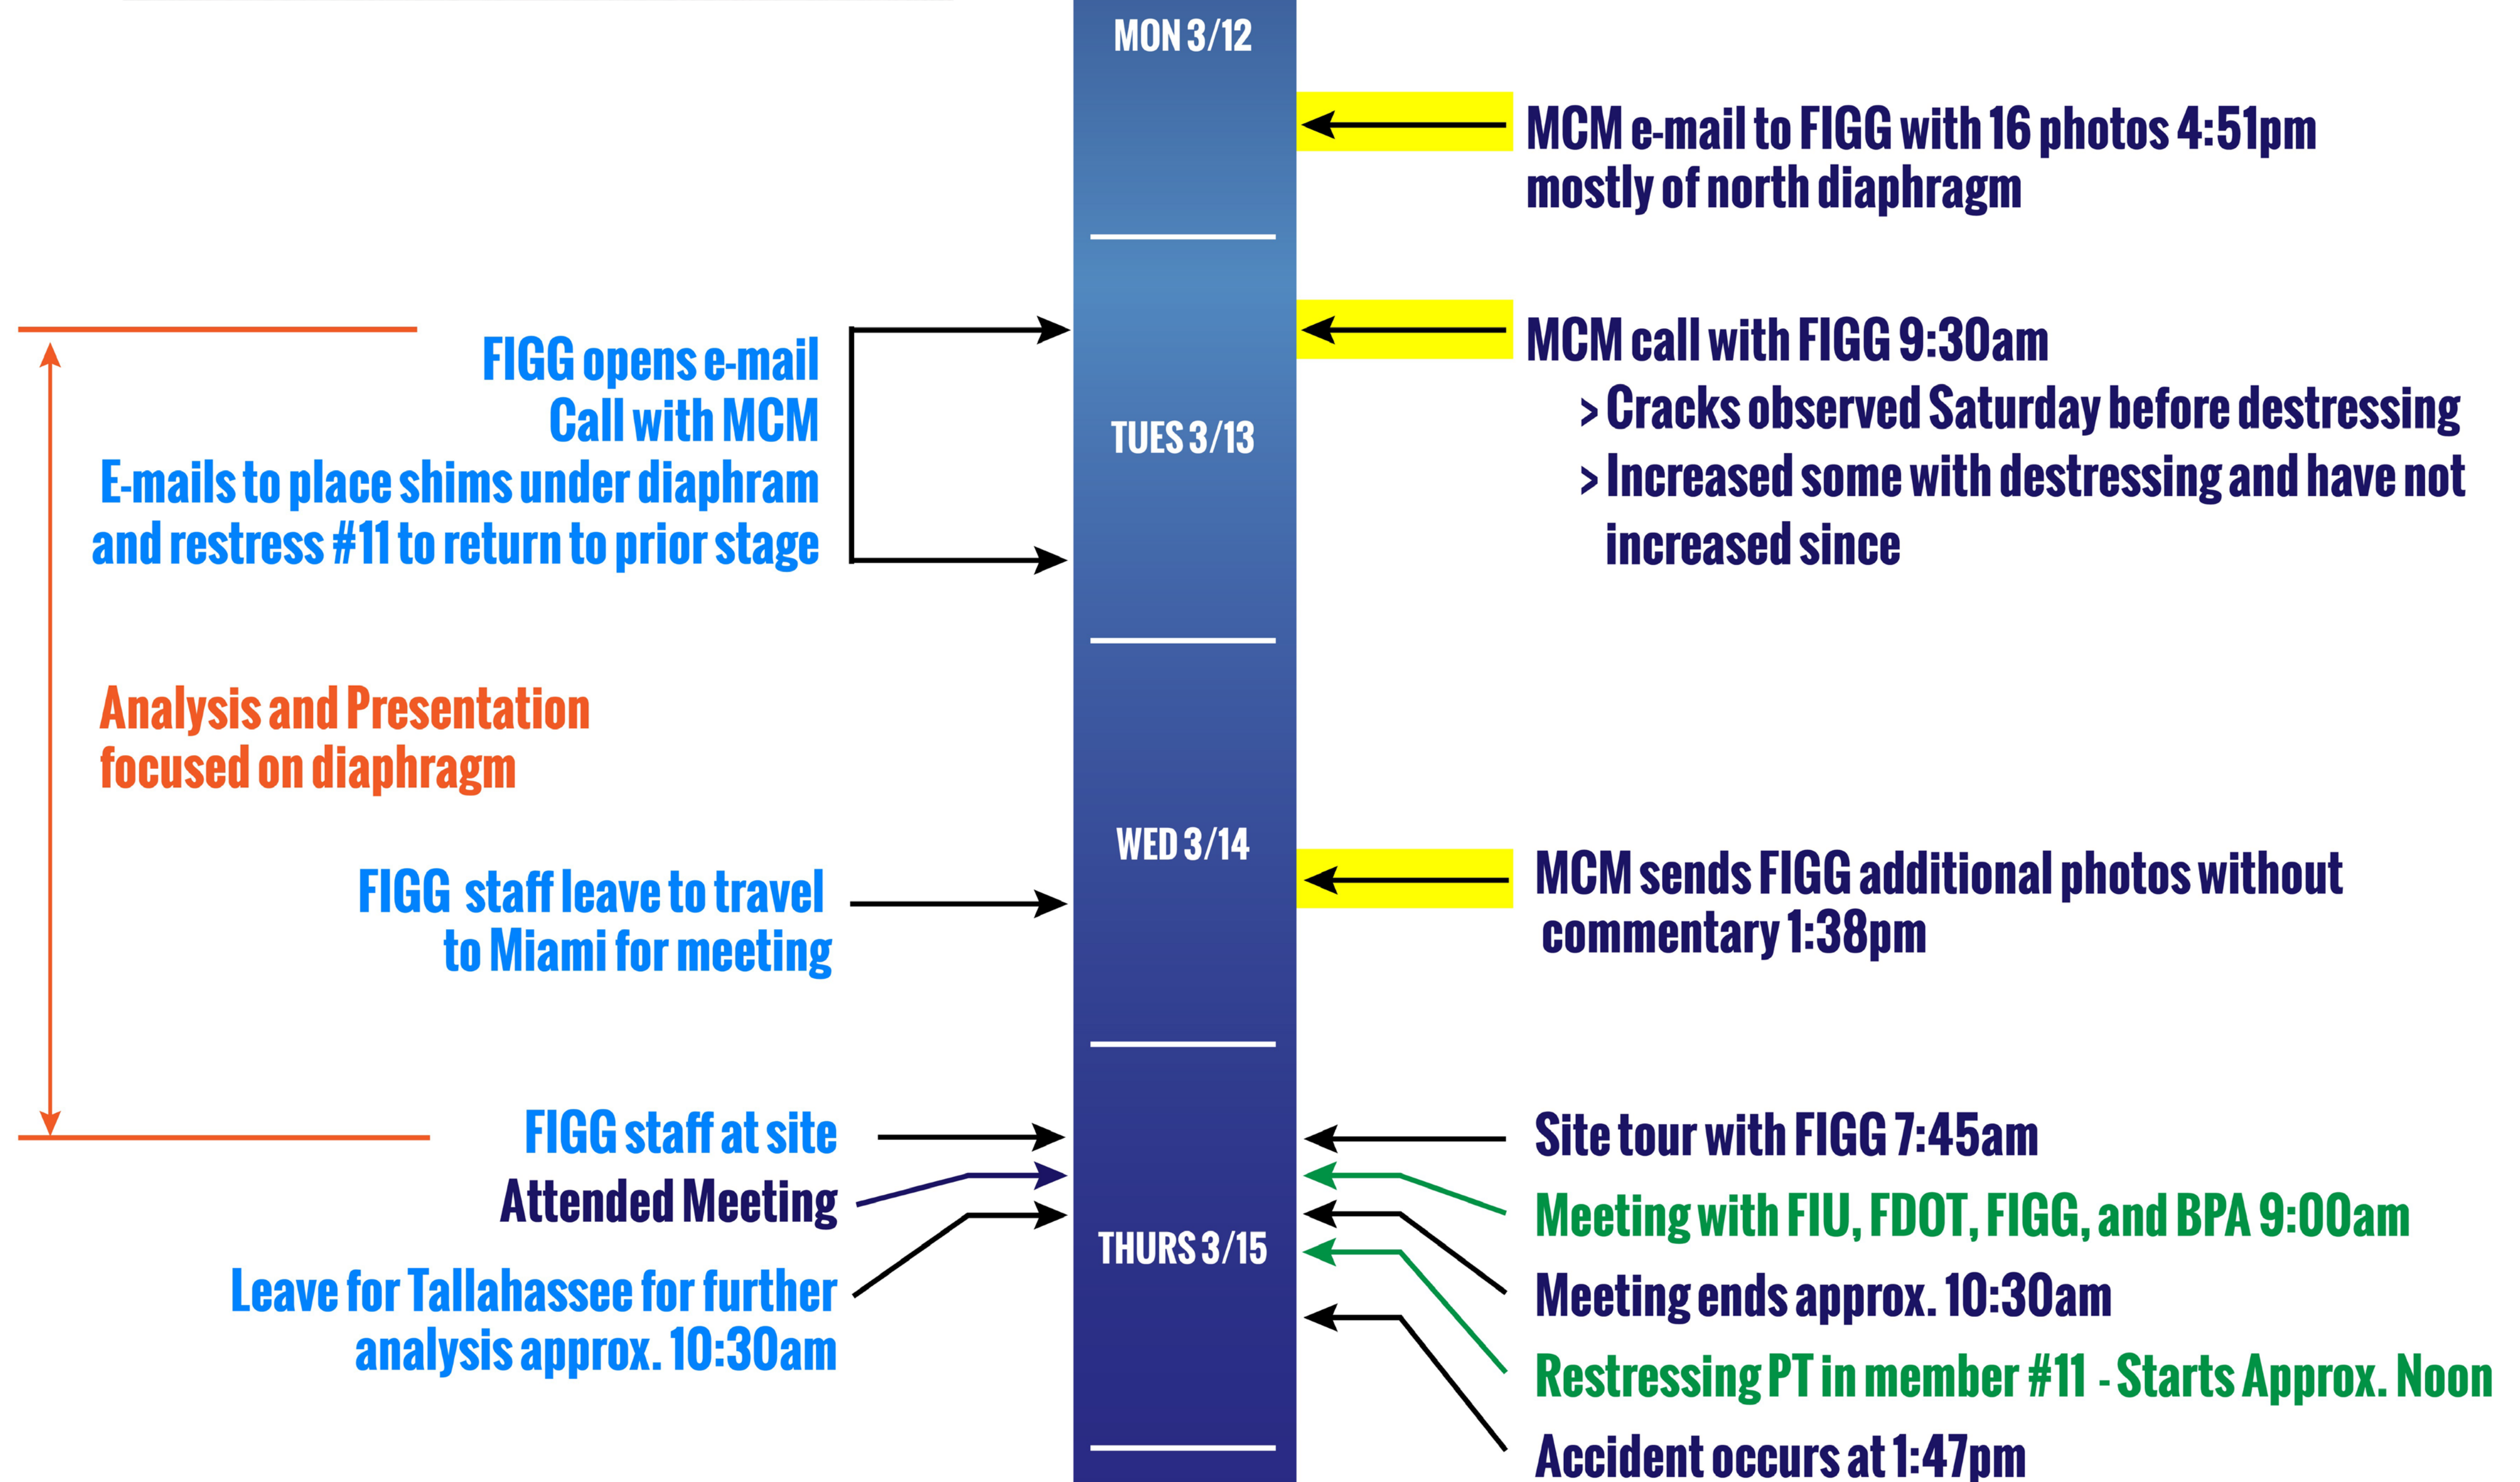 MON 3/12
MCM e-mail to FIGG with 16 photos 4:51pm
mostly of north diaphragm
FIGG opens e-mail
Call with MCM
E-mails to place shims under diaphram
and restress #11 to return to prior stage
TUES 3/13
MCM call with FIGG 9:30am
> Cracks observed Saturday before destressing
> Increased some with destressing and have not
increased since
Analysis and Presentation
focused on diaphragm
FIGG staff leave to travel
to Miami for meeting
WED 3/14
MCM sends FIGG additional photos without
commentary 1:38pm
FIGG staff at site
Attended Meeting
Leave for Tallahassee for further
analysis approx. 10:30am
THURS 3/15
Site tour with FIGG 7:45am
Meeting with FIU, FDOT, FIGG, and BPA 9:00am
Meeting ends approx. 10:30am
Restressing PT in member #11 - Starts Approx. Noon
Accident occurs at 1:47pm